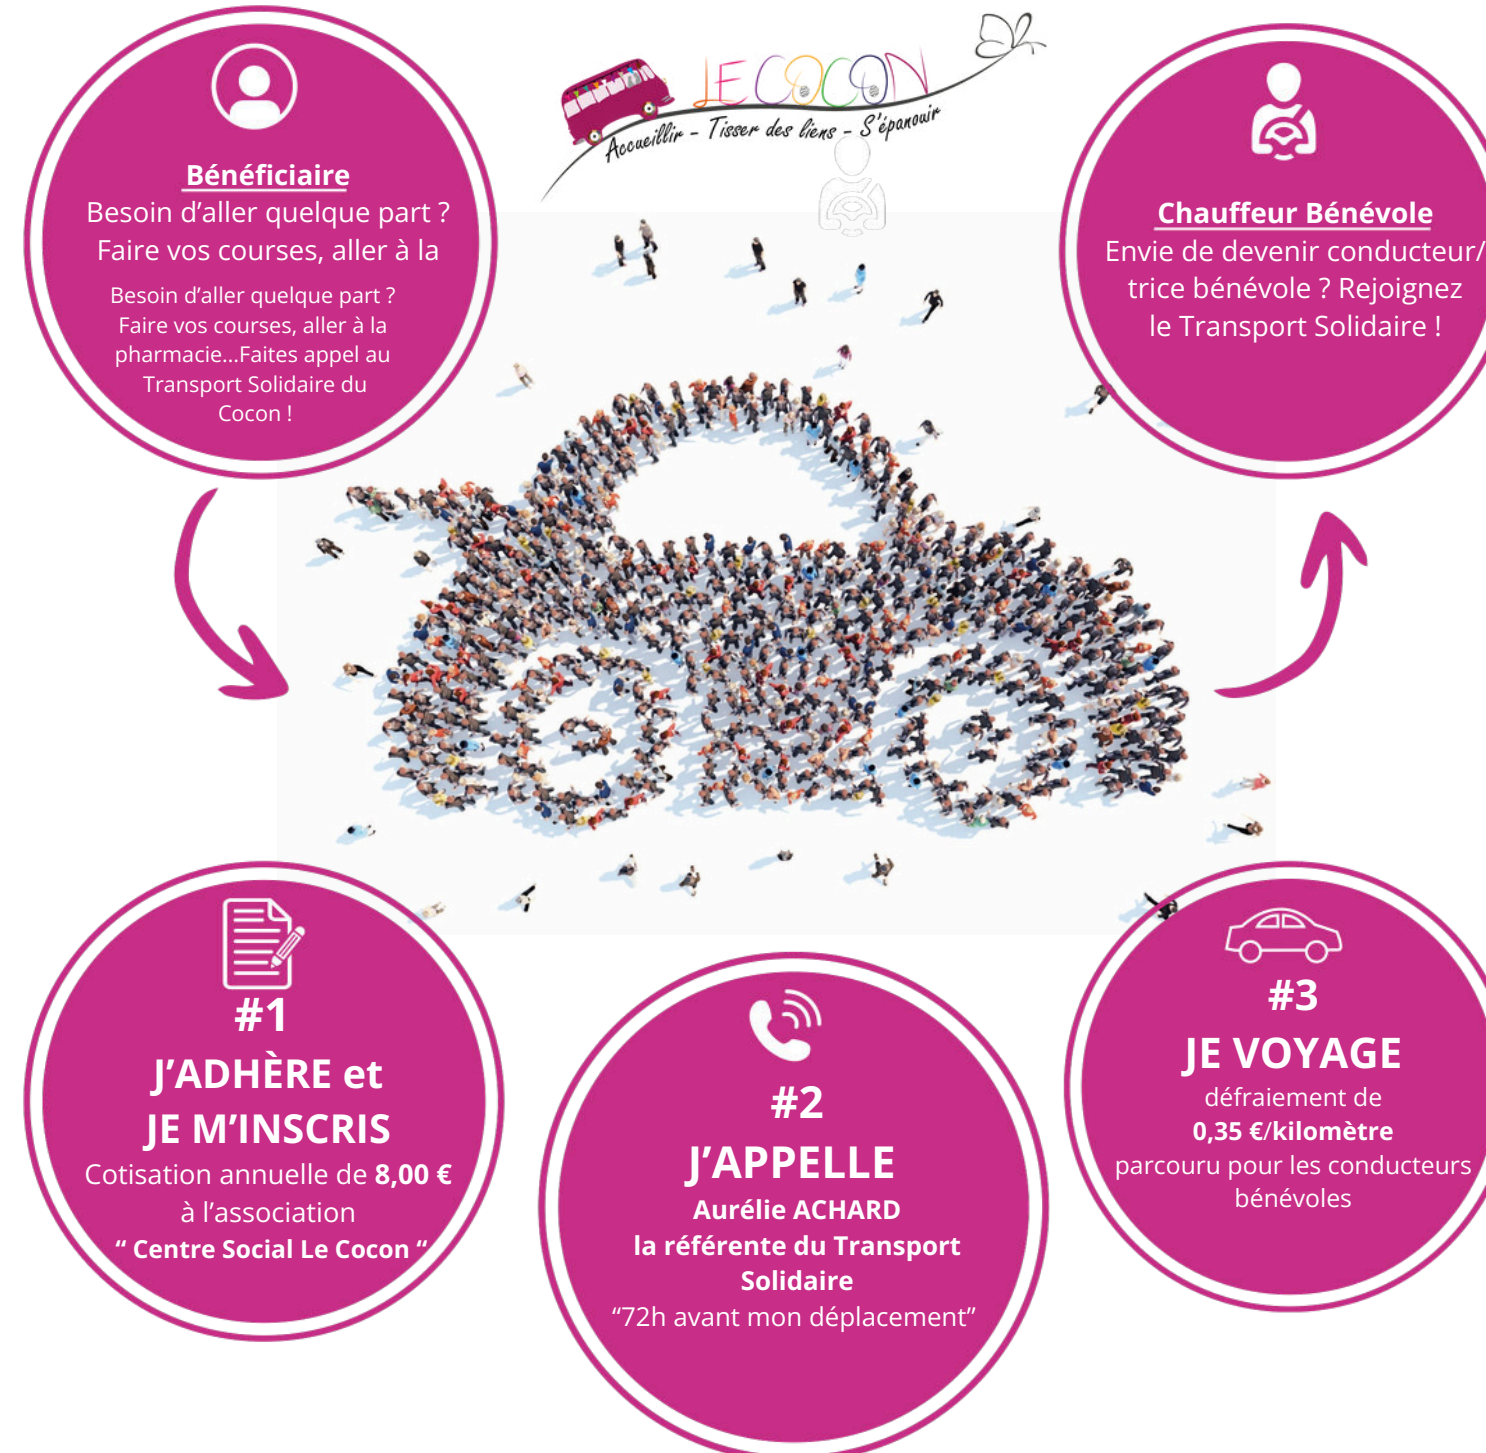 LE COCON
Accueillir - Tisser des liens - S'épanouir
Bénéficiaire
Besoin d’aller quelque part ?
Faire vos courses, aller à la
Besoin d’aller quelque part ?
Faire vos courses, aller à la
pharmacie...Faites appel au
Transport Solidaire du
Cocon !
Chauffeur Bénévole
Envie de devenir conducteur/
trice bénévole ? Rejoignez
le Transport Solidaire !
#1
J’ADHÈRE et
JE M’INSCRIS
Cotisation annuelle de 8,00 €
à l’association
“ Centre Social Le Cocon “
#2
J’APPELLE
Aurélie ACHARD
la référente du Transport
Solidaire
“72h avant mon déplacement”
#3
JE VOYAGE
défraiement de
0,35 €/kilomètre
parcouru pour les conducteurs
bénévoles